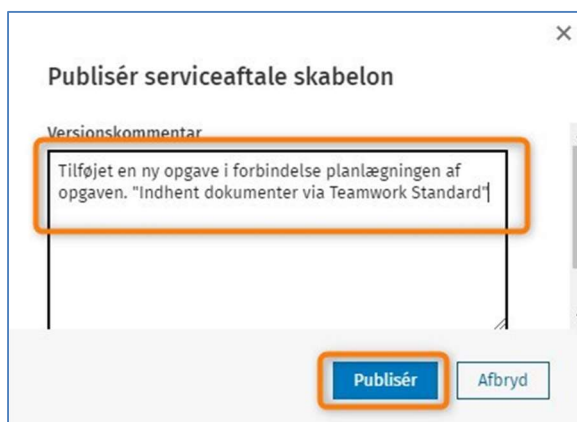 Publisér serviceaftale skabelon
Versionskommentar
Tilføjet en ny opgave i forbindelse planlægningen af
opgaven. "Indhent dokumenter via Teamwork Standard"
Publisér
Afbryd